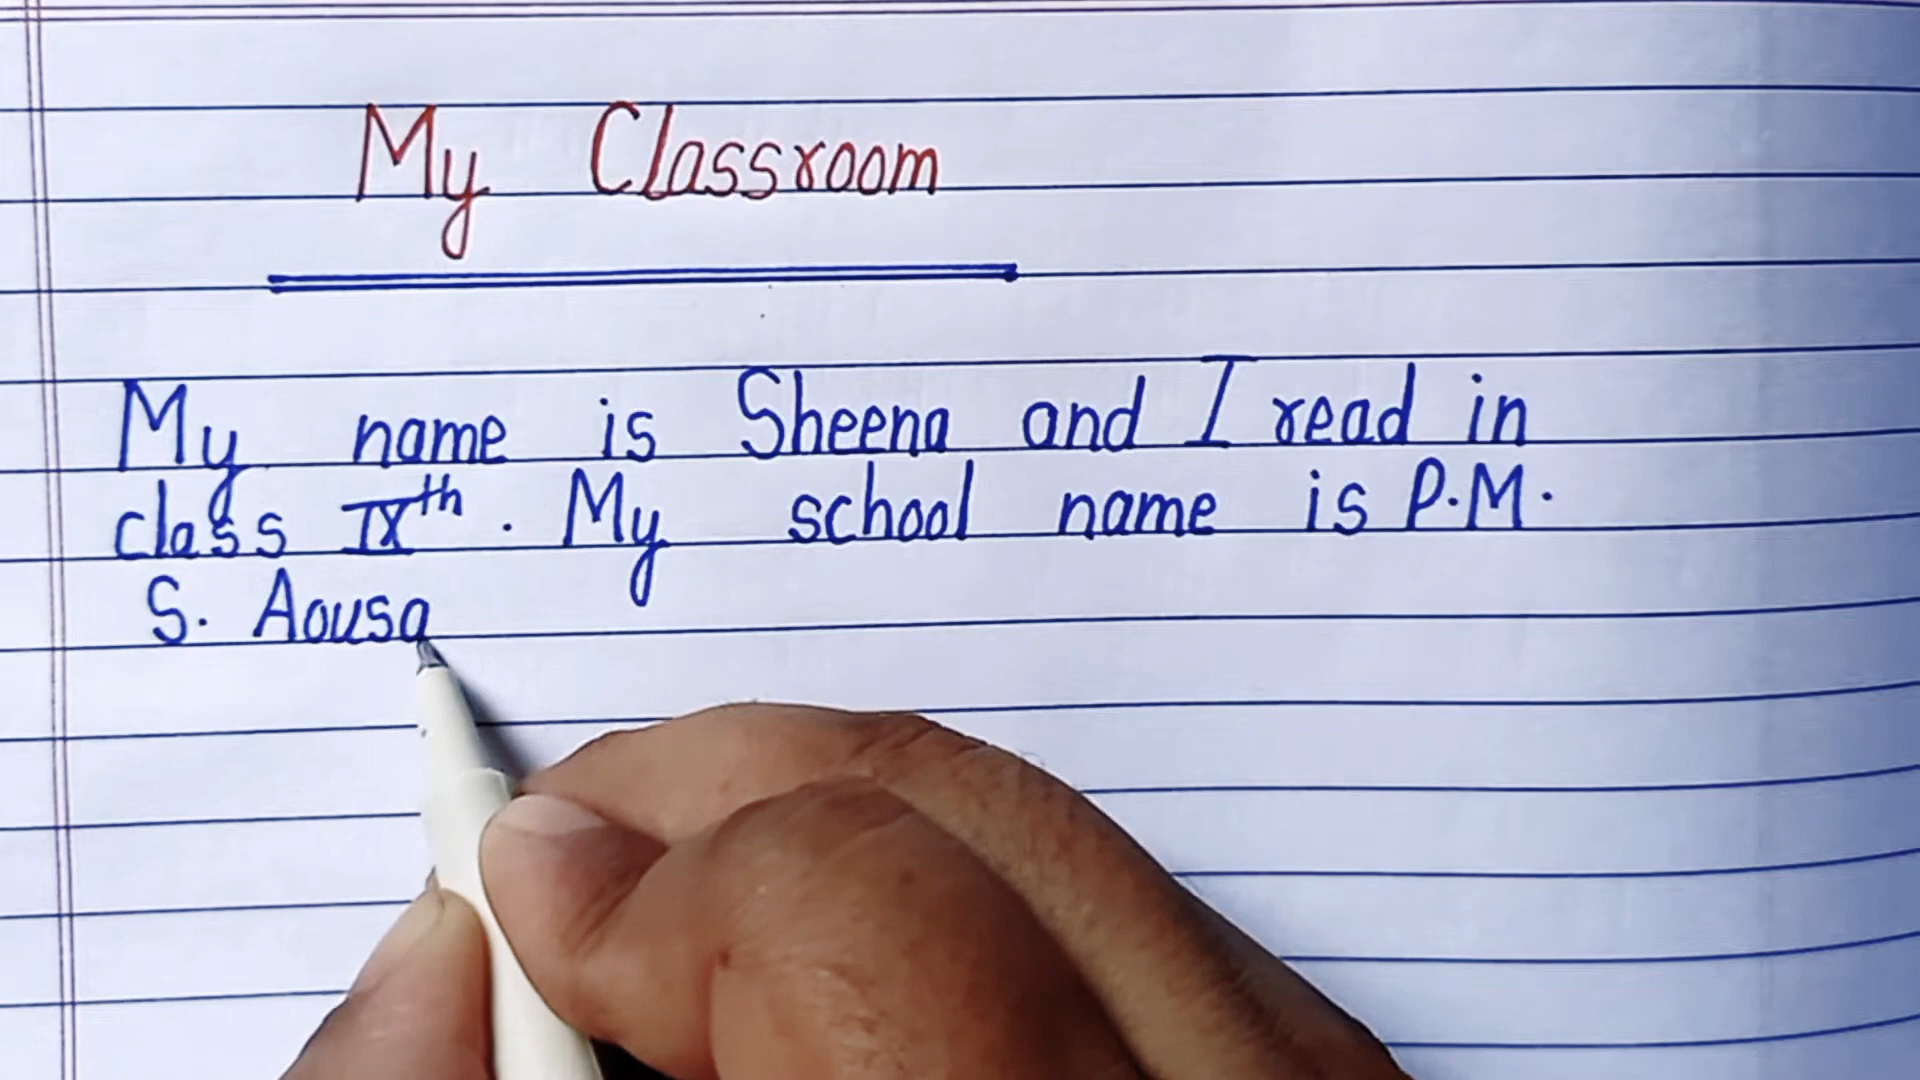 My Classroom
My name is Sheena and I read in
class IXth. My school name is P.M.
S. Aousa